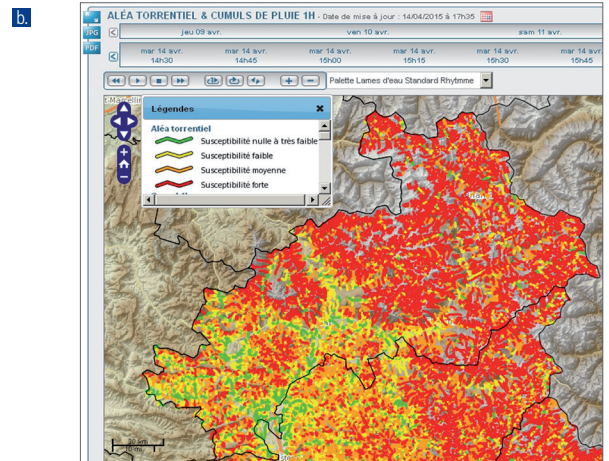 b.
ALÉA TORRENTIEL & CUMULS DE PLUIE 1H - Date de mise à jour : 14/04/2015 à 17h35
JPG
PDF
jeu 09 avr. ven 10 avr. sam 11 avr.
mar 14 avr. mar 14 avr. mar 14 avr. mar 14 avr. mar 14 avr. mar 14 avr.
14h30 14h45 15h00 15h15 15h30 15h45
Palette Lames d'eau Standard Rhytmme
t-Marcellin
Légendes
Aléa torrentiel
Susceptibilité nulle à très faible
Susceptibilité faible
Susceptibilité moyenne
Susceptibilité forte
20 km
10 mi